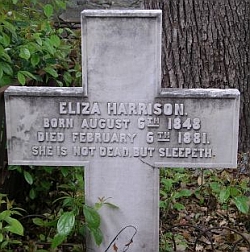 ELIZA HARRISON.
BORN AUGUST 6TH 1848
DIED FEBRUARY 6TH 1881.
SHE IS NOT DEAD BUT SLEEPETH.